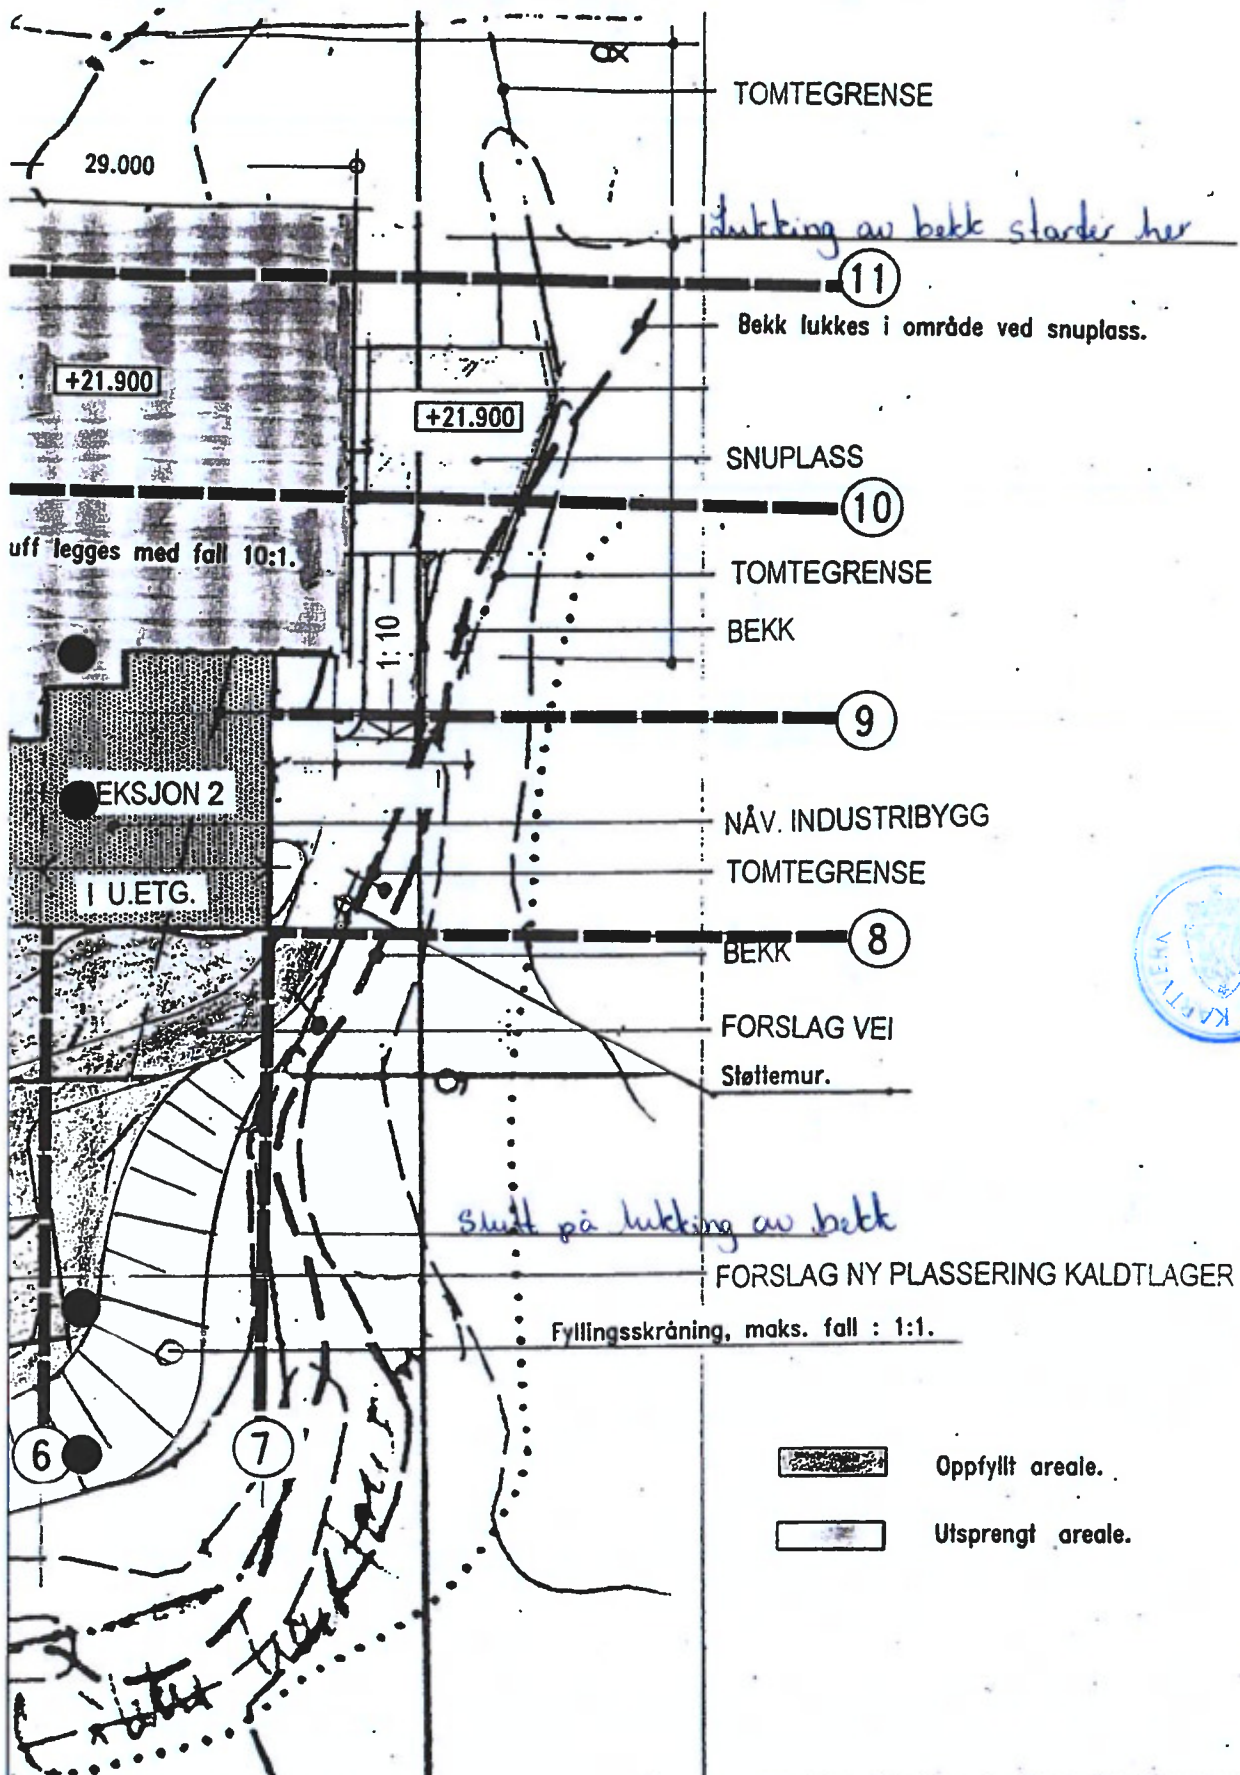 TOMTEGRENSE
29.000
Lukking av bekk starder her
11
Bekk lukkes i område ved snuplass.
+21.900
+21.900
SNUPLASS
10
uff legges med fall 10:1.
TOMTEGRENSE
BEKK
1:10
9
EKSJON 2
NÅV. INDUSTRIBYGG
TOMTEGRENSE
I U.ETG.
8
BEKK
KARTVERK
FORSLAG VEI
Støttemur.
Slutt på lukking av bekk
FORSLAG NY PLASSERING KALDTLAGER
Fyllingsskråning, maks. fall : 1:1.
6
7
Oppfyllt areale.
Utsprengt areale.